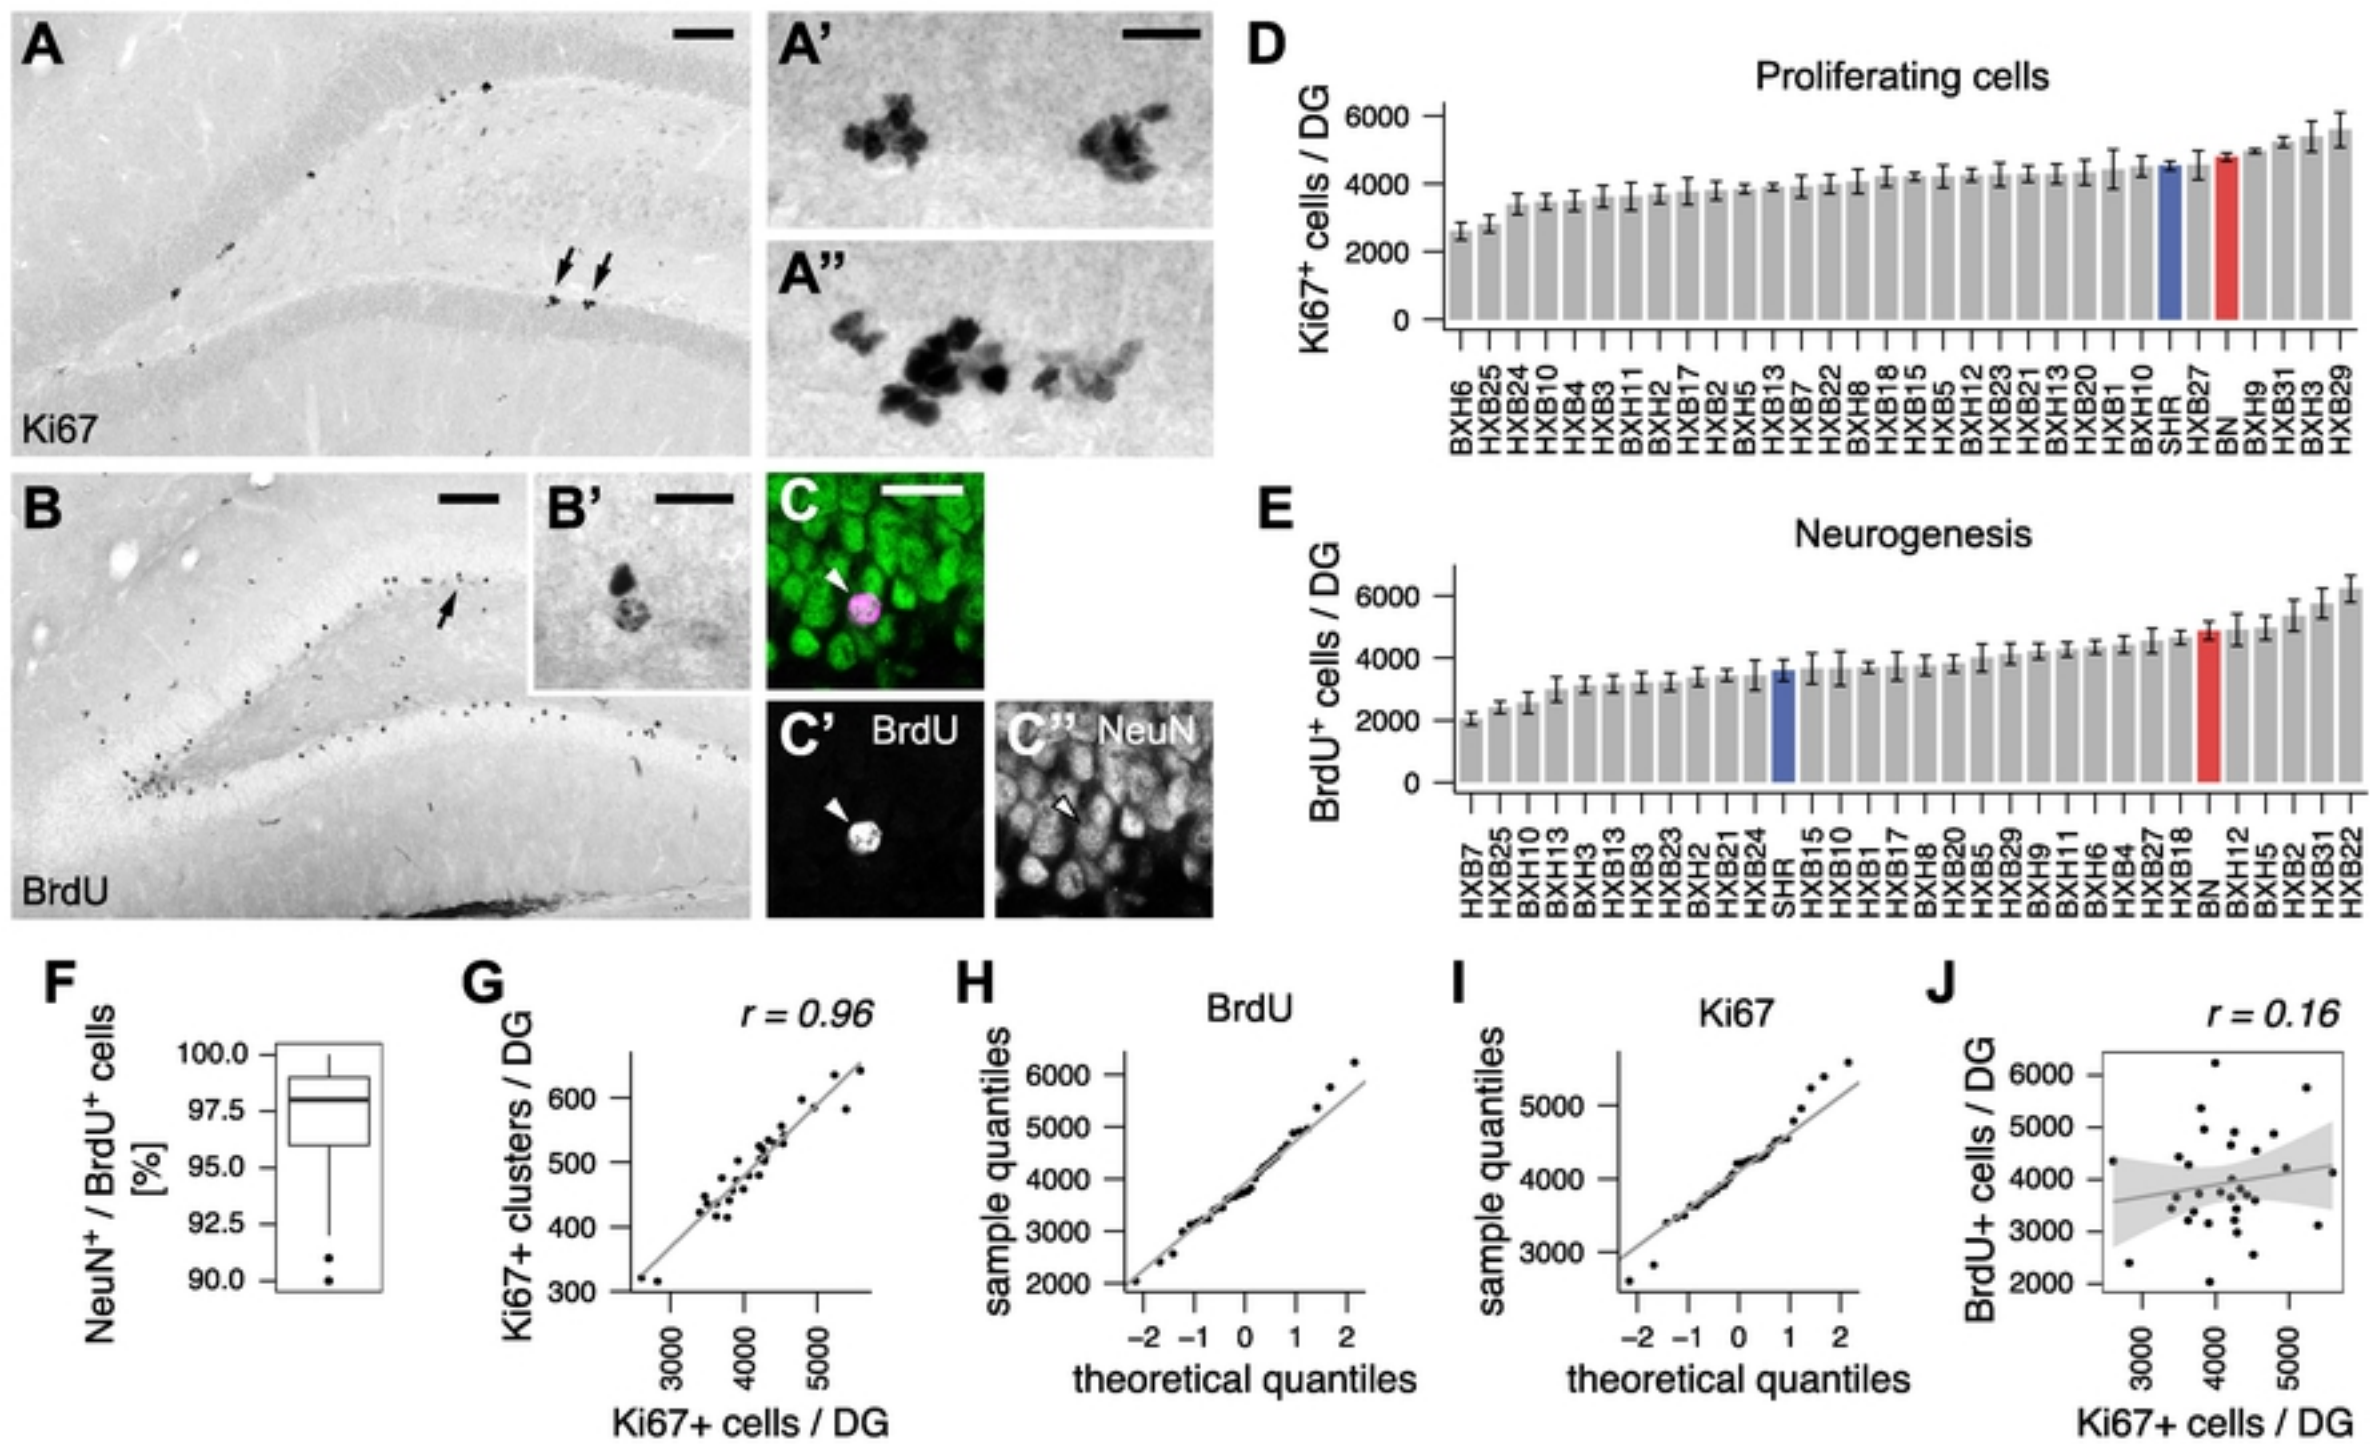 A
Ki67
A’
A’’
B
BrdU
B’
C
C’ BrdU
C’’ NeuN
D
Proliferating cells
Ki67+ cells / DG
6000
4000
2000
0
BXH6
HXB25
HXB24
HXB10
HXB4
HXB3
BXH11
BXH2
HXB17
HXB2
BXH5
HXB13
HXB7
HXB22
BXH8
HXB18
HXB15
HXB5
BXH12
HXB23
HXB21
BXH13
HXB20
HXB1
BXH10
SHR
HXB27
BN
BXH9
HXB31
BXH3
HXB29
E
Neurogenesis
BrdU+ cells / DG
6000
4000
2000
0
HXB7
HXB25
BXH10
BXH13
BXH3
HXB13
HXB3
HXB23
BXH2
HXB21
HXB24
SHR
HXB15
HXB10
HXB1
HXB17
BXH8
HXB20
HXB5
HXB29
BXH9
BXH11
BXH6
HXB4
HXB27
HXB18
BN
BXH12
BXH5
HXB2
HXB31
HXB22
F
NeuN+ / BrdU+ cells
[%]
100.0
97.5
95.0
92.5
90.0
G
r = 0.96
Ki67+ clusters / DG
600
500
400
300
3000
4000
5000
Ki67+ cells / DG
H
BrdU
sample quantiles
6000
5000
4000
3000
2000
−2 −1 0 1 2
theoretical quantiles
I
Ki67
sample quantiles
5000
4000
3000
−2 −1 0 1 2
theoretical quantiles
J
r = 0.16
BrdU+ cells / DG
6000
5000
4000
3000
2000
3000
4000
5000
Ki67+ cells / DG